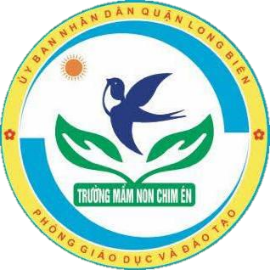 ỦY BAN NHÂN DÂN QUẬN LONG BIÊN
TRƯỜNG MẦM NON CHIM ÉN
PHÒNG GIÁO DỤC VÀ ĐÀO TẠO